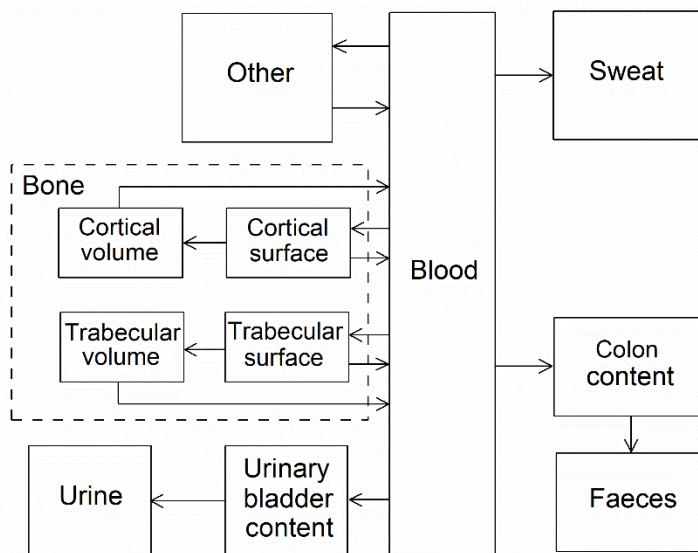 Other
Sweat
Bone
Cortical
volume
Cortical
surface
Blood
Trabecular
volume
Trabecular
surface
Colon
content
Urine
Urinary
bladder
content
Faeces